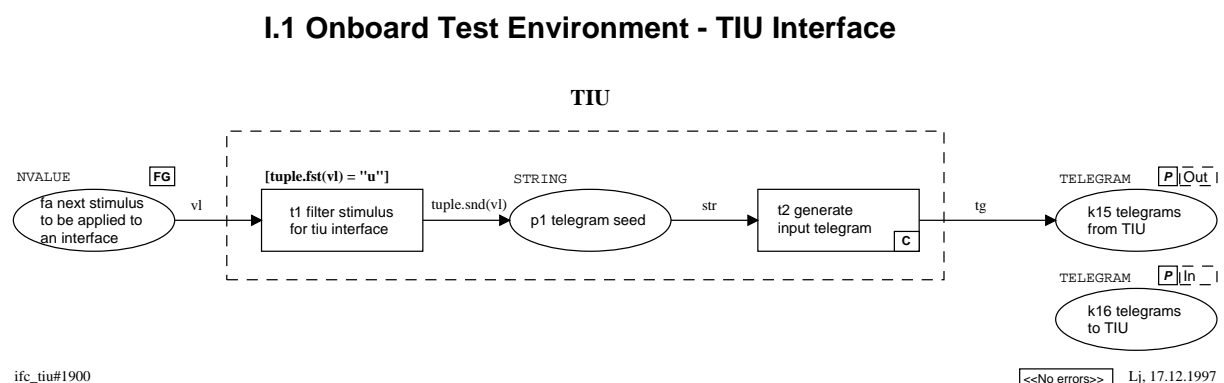 I.1 Onboard Test Environment - TIU Interface
TIU
NVALUE
FG
fa next stimulus
to be applied to
an interface
vl
[tuple.fst(vl) = "u"]
t1 filter stimulus
for tiu interface
tuple.snd(vl)
STRING
p1 telegram seed
str
t2 generate
input telegram
C
tg
TELEGRAM
P
Out
k15 telegrams
from TIU
TELEGRAM
P
In
k16 telegrams
to TIU
ifc_tiu#1900
<<No errors>>
Lj, 17.12.1997